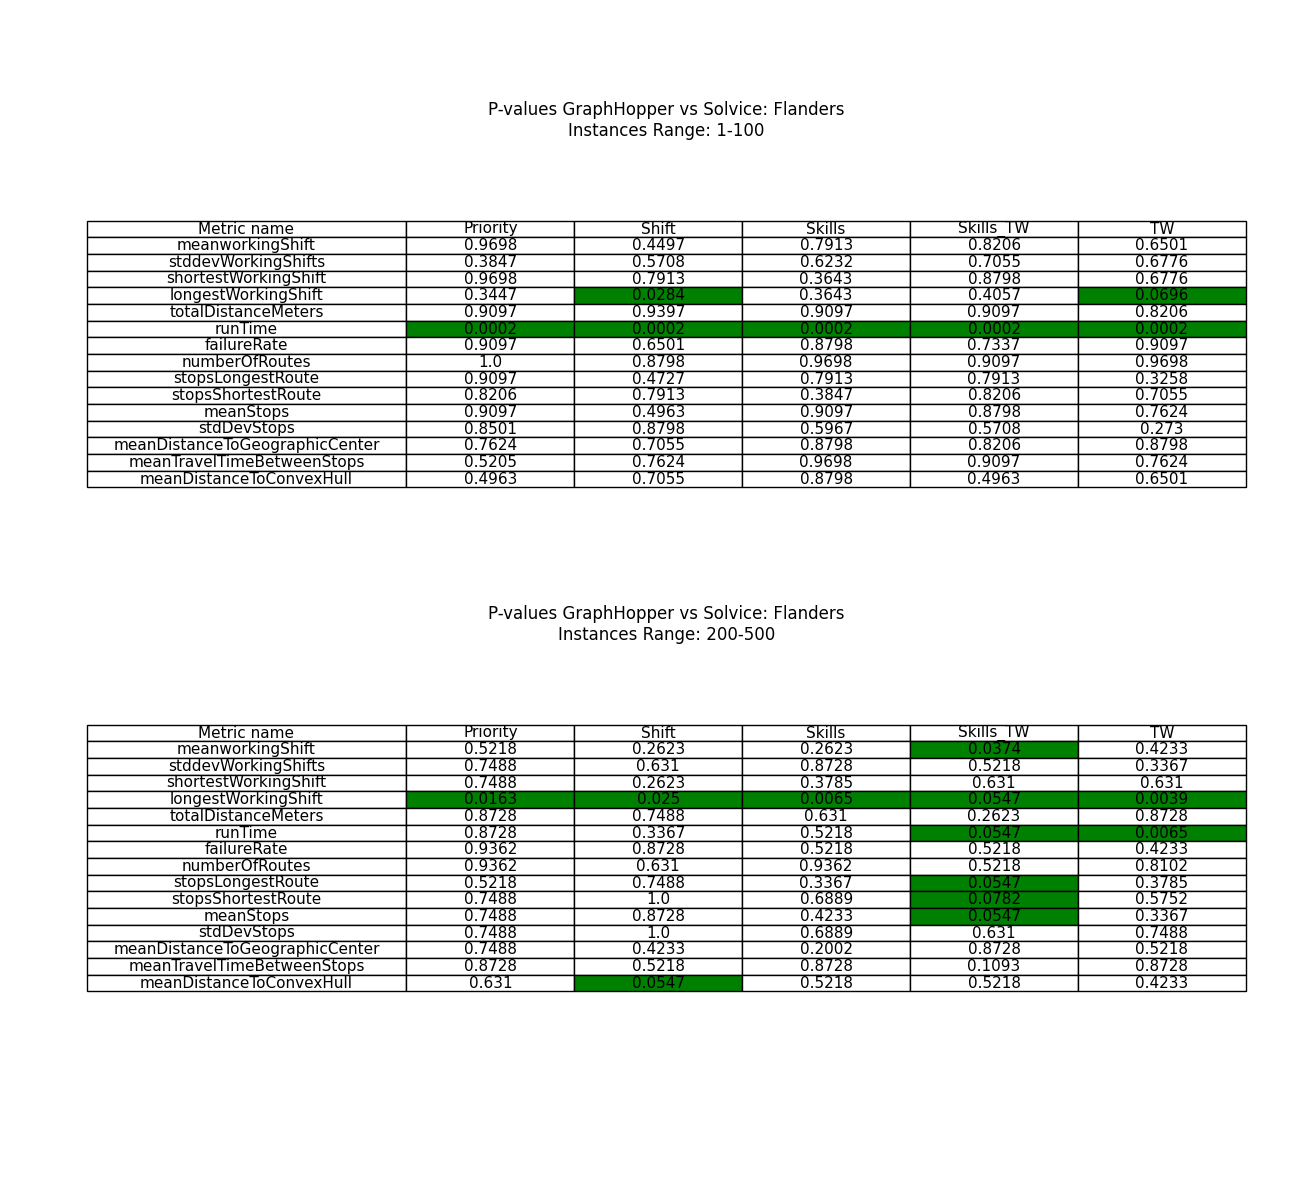 P-values GraphHopper vs Solvice: Flanders
Instances Range: 1-100
Metric name Priority Shift Skills Skills_TW TW
meanworkingShift 0.9698 0.4497 0.7913 0.8206 0.6501
stddevWorkingShifts 0.3847 0.5708 0.6232 0.7055 0.6776
shortestWorkingShift 0.9698 0.7913 0.3643 0.8798 0.6776
longestWorkingShift 0.3447 0.0284 0.3643 0.4057 0.0696
totalDistanceMeters 0.9097 0.9397 0.9097 0.9097 0.8206
runTime 0.0002 0.0002 0.0002 0.0002 0.0002
failureRate 0.9097 0.6501 0.8798 0.7337 0.9097
numberOfRoutes 1.0 0.8798 0.9698 0.9097 0.9698
stopsLongestRoute 0.9097 0.4727 0.7913 0.7913 0.3258
stopsShortestRoute 0.8206 0.7913 0.3847 0.8206 0.7055
meanStops 0.9097 0.4963 0.9097 0.8798 0.7624
stdDevStops 0.8501 0.8798 0.5967 0.5708 0.273
meanDistanceToGeographicCenter 0.7624 0.7055 0.8798 0.8206 0.8798
meanTravelTimeBetweenStops 0.5205 0.7624 0.9698 0.9097 0.7624
meanDistanceToConvexHull 0.4963 0.7055 0.8798 0.4963 0.6501
P-values GraphHopper vs Solvice: Flanders
Instances Range: 200-500
Metric name Priority Shift Skills Skills_TW TW
meanworkingShift 0.5218 0.2623 0.2623 0.0374 0.4233
stddevWorkingShifts 0.7488 0.631 0.8728 0.5218 0.3367
shortestWorkingShift 0.7488 0.2623 0.3785 0.631 0.631
longestWorkingShift 0.0163 0.025 0.0065 0.0547 0.0039
totalDistanceMeters 0.8728 0.7488 0.631 0.2623 0.8728
runTime 0.8728 0.3367 0.5218 0.0547 0.0065
failureRate 0.9362 0.8728 0.5218 0.5218 0.4233
numberOfRoutes 0.9362 0.631 0.9362 0.5218 0.8102
stopsLongestRoute 0.5218 0.7488 0.3367 0.0547 0.3785
stopsShortestRoute 0.7488 1.0 0.6889 0.0782 0.5752
meanStops 0.7488 0.8728 0.4233 0.0547 0.3367
stdDevStops 0.7488 1.0 0.6889 0.631 0.7488
meanDistanceToGeographicCenter 0.7488 0.4233 0.2002 0.8728 0.5218
meanTravelTimeBetweenStops 0.8728 0.5218 0.8728 0.1093 0.8728
meanDistanceToConvexHull 0.631 0.0547 0.5218 0.5218 0.4233